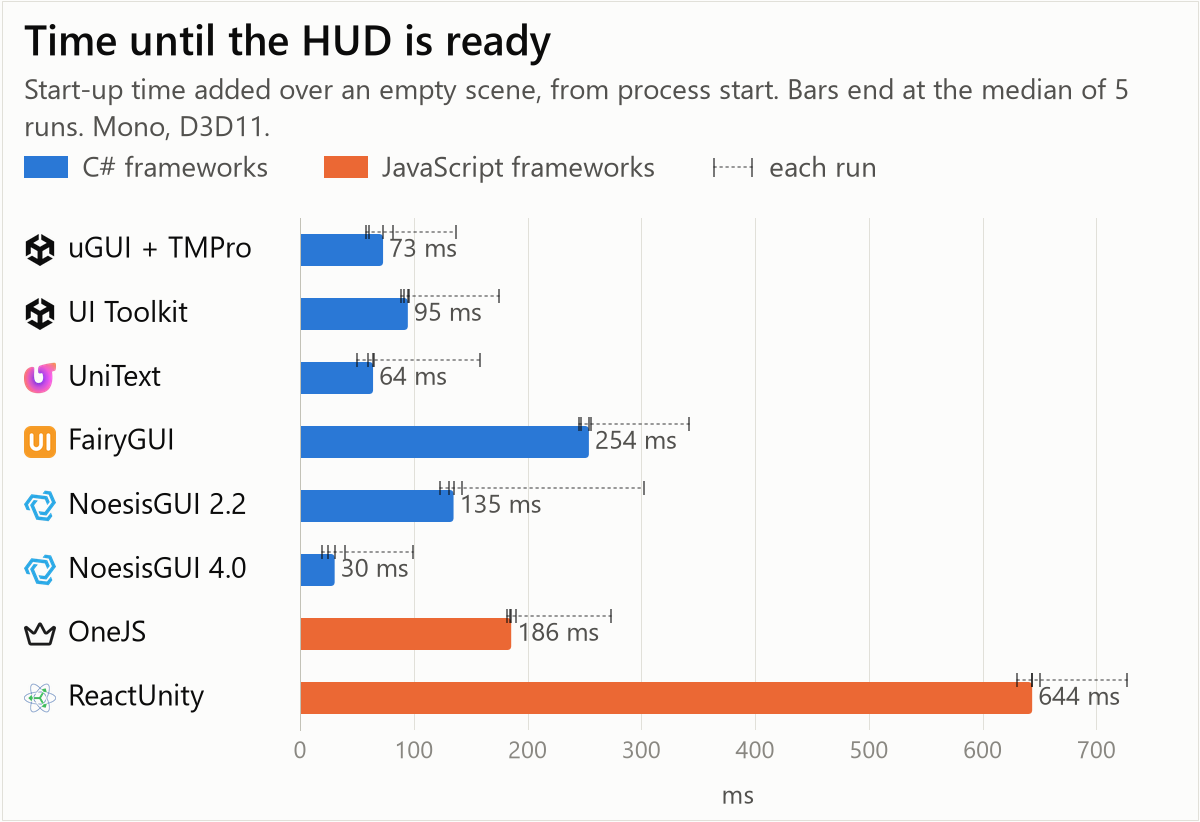 Time until the HUD is ready
Start-up time added over an empty scene, from process start. Bars end at the median of 5
runs. Mono, D3D11.
C# frameworks JavaScript frameworks each run
uGUI + TMPro 73 ms
UI Toolkit 95 ms
UniText 64 ms
UI FairyGUI 254 ms
NoesisGUI 2.2 135 ms
NoesisGUI 4.0 30 ms
OneJS 186 ms
ReactUnity 644 ms
0 100 200 300 400 500 600 700
ms